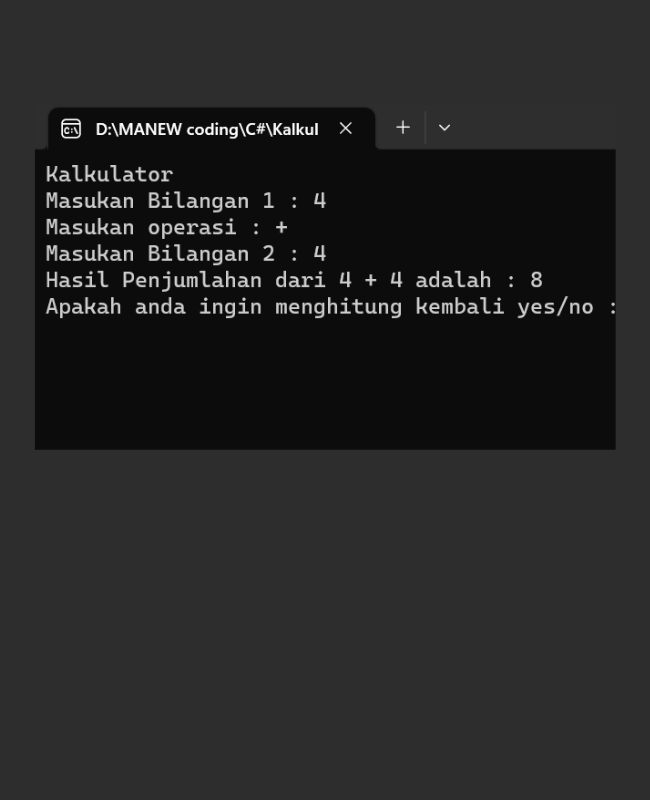 D:\MANEW coding\C#\Kalkul
Kalkulator
Masukan Bilangan 1 : 4
Masukan operasi : +
Masukan Bilangan 2 : 4
Hasil Penjumlahan dari 4 + 4 adalah : 8
Apakah anda ingin menghitung kembali yes/no :